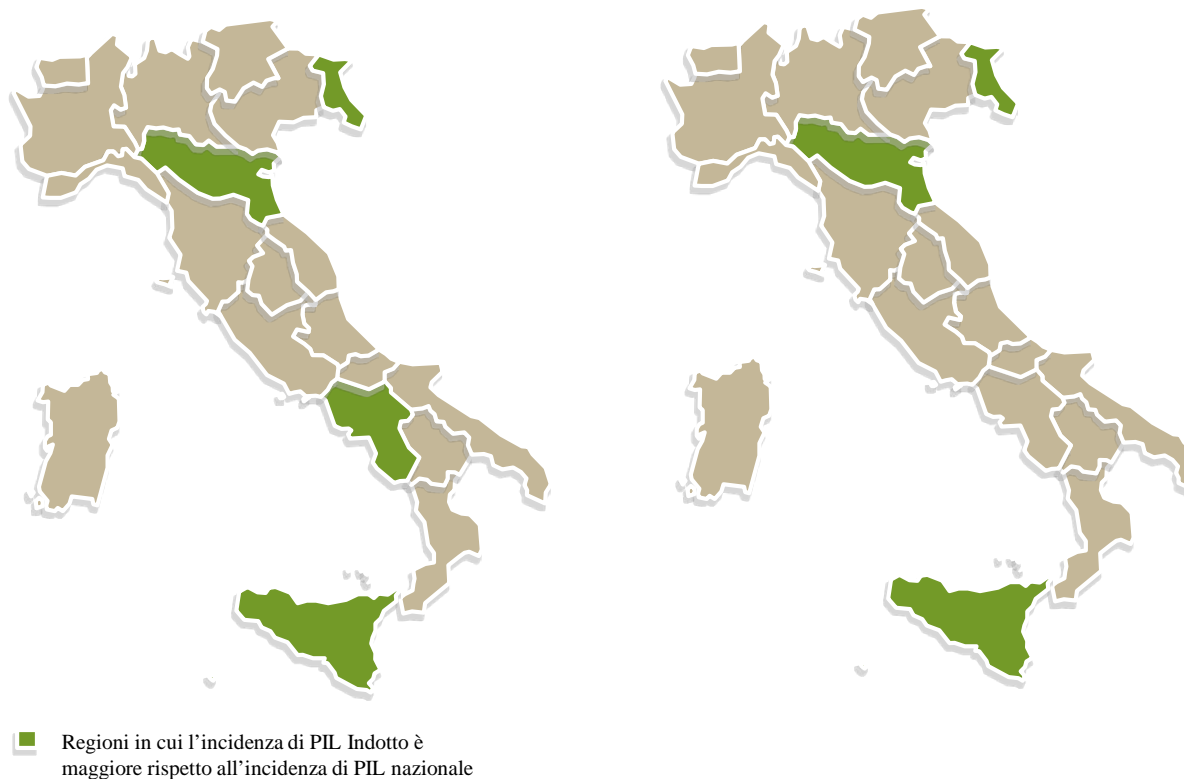 Regioni in cui l’incidenza di PIL Indotto è
maggiore rispetto all’incidenza di PIL nazionale